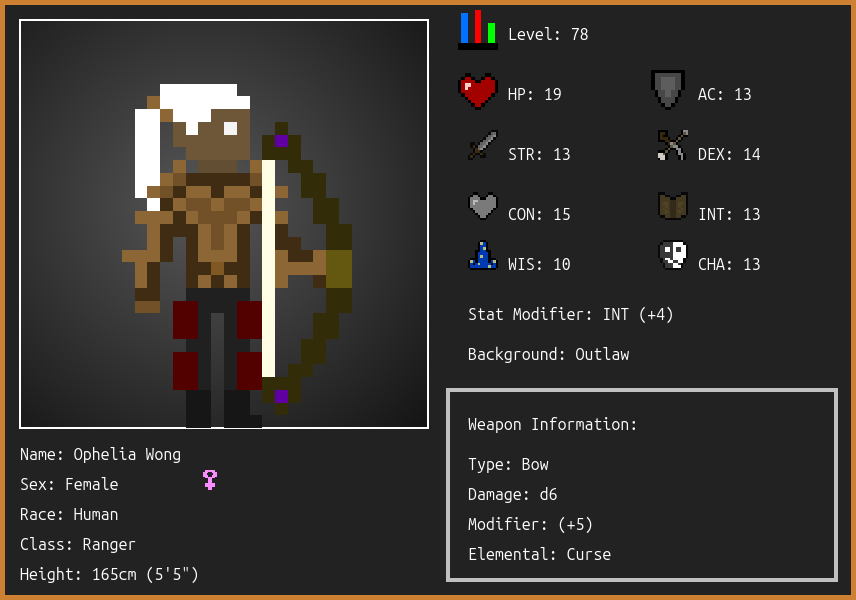 Level: 78
HP: 19
AC: 13
STR: 13
DEX: 14
CON: 15
INT: 13
WIS: 10
CHA: 13
Stat Modifier: INT (+4)
Background: Outlaw
Weapon Information:
Type: Bow
Damage: d6
Modifier: (+5)
Elemental: Curse
Name: Ophelia Wong
Sex: Female
Race: Human
Class: Ranger
Height: 165cm (5'5")